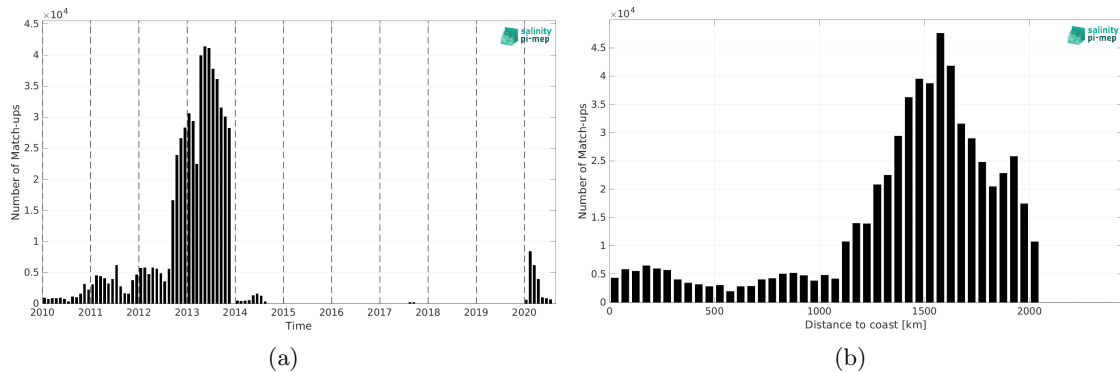 ×10⁴
4.5
4
3.5
3
2.5
2
1.5
1
0.5
0
2010 2011 2012 2013 2014 2015 2016 2017 2018 2019 2020
Time
Number of Match-ups
salinity
pi-mep
(a)
×10⁴
4.5
4
3.5
3
2.5
2
1.5
1
0.5
0
0 500 1000 1500 2000
Distance to coast [km]
Number of Match-ups
salinity
pi-mep
(b)